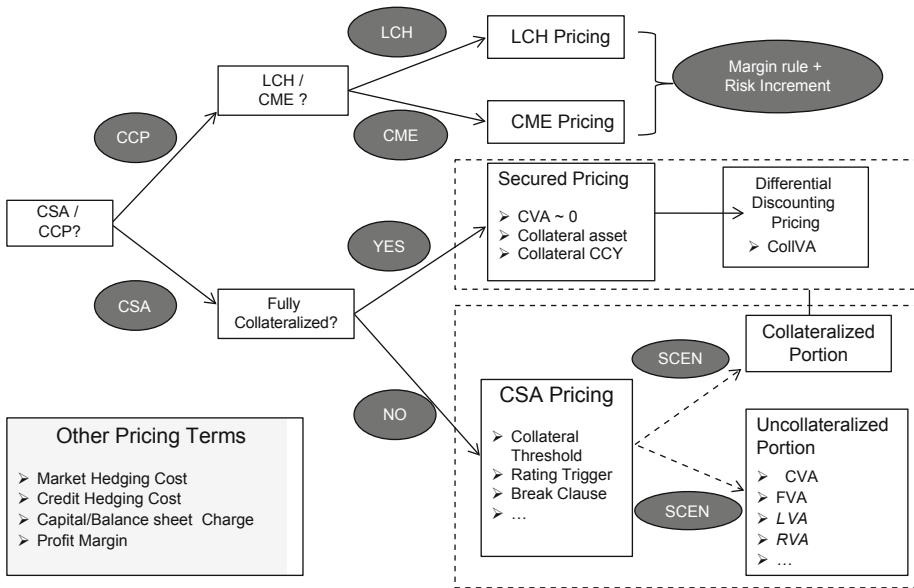 LCH
LCH Pricing
LCH /
CME ?
Margin rule +
Risk Increment
CCP
CME
CME Pricing
CSA /
CCP?
Secured Pricing
➢ CVA ~ 0
➢ Collateral asset
➢ Collateral CCY
Differential
Discounting
Pricing
➢ CollVA
YES
CSA
Fully
Collateralized?
NO
CSA Pricing
➢ Collateral
Threshold
➢ Rating Trigger
➢ Break Clause
➢ ...
SCEN
Collateralized
Portion
SCEN
Uncollateralized
Portion
➢ CVA
➢ FVA
➢ LVA
➢ RVA
➢ ...
Other Pricing Terms
➢ Market Hedging Cost
➢ Credit Hedging Cost
➢ Capital/Balance sheet Charge
➢ Profit Margin